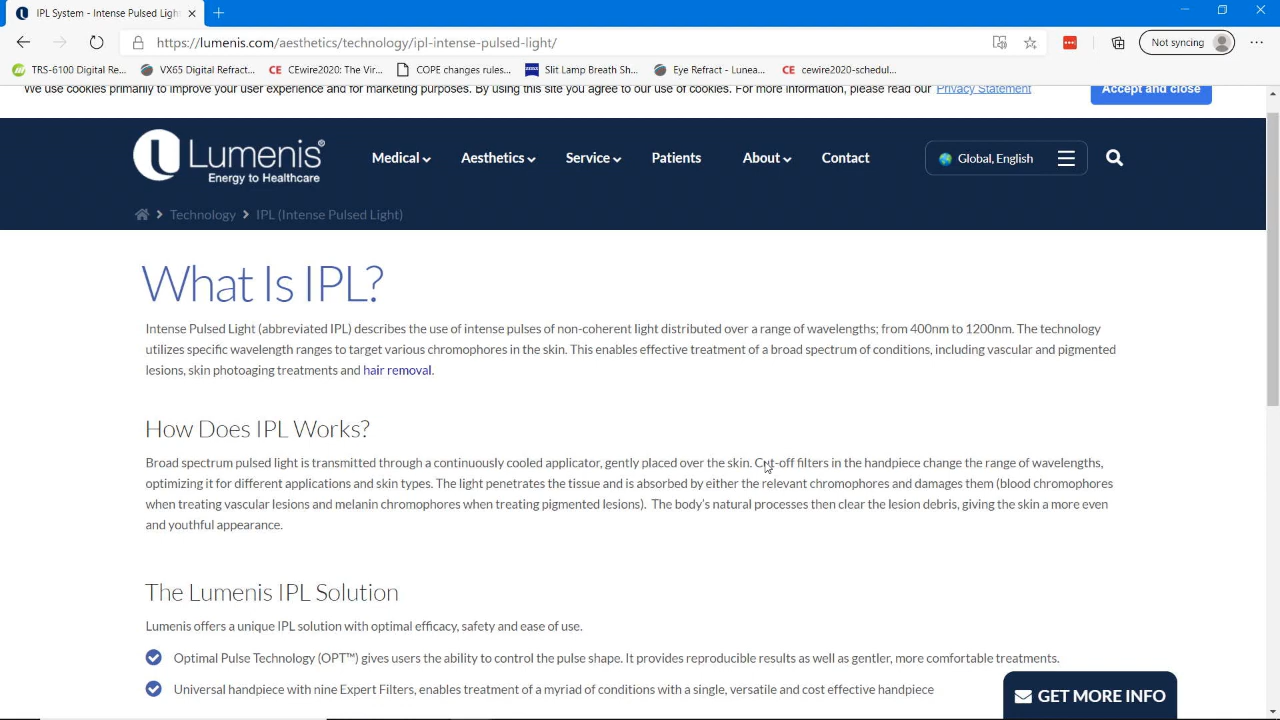 IPL System - Intense Pulsed Ligh
https://lumenis.com/aesthetics/technology/ipl-intense-pulsed-light/
Not syncing
TRS-6100 Digital Re...
VX65 Digital Refract...
CE CEwire2020: The Vir...
COPE changes rules...
ZEISS Slit Lamp Breath Sh...
Eye Refract - Lunea...
CE cewire2020-schedul...
We use cookies primarily to improve your user experience and for marketing purposes. By using this site you agree to our use of cookies. For more information, please read our Privacy Statement
Accept and close
Lumenis®
Energy to Healthcare
Medical
Aesthetics
Service
Patients
About
Contact
Global, English
Technology
IPL (Intense Pulsed Light)
What Is IPL?
Intense Pulsed Light (abbreviated IPL) describes the use of intense pulses of non-coherent light distributed over a range of wavelengths; from 400nm to 1200nm. The technology
utilizes specific wavelength ranges to target various chromophores in the skin. This enables effective treatment of a broad spectrum of conditions, including vascular and pigmented
lesions, skin photoaging treatments and hair removal.
How Does IPL Works?
Broad spectrum pulsed light is transmitted through a continuously cooled applicator, gently placed over the skin. Cut-off filters in the handpiece change the range of wavelengths,
optimizing it for different applications and skin types. The light penetrates the tissue and is absorbed by either the relevant chromophores and damages them (blood chromophores
when treating vascular lesions and melanin chromophores when treating pigmented lesions). The body's natural processes then clear the lesion debris, giving the skin a more even
and youthful appearance.
The Lumenis IPL Solution
Lumenis offers a unique IPL solution with optimal efficacy, safety and ease of use.
Optimal Pulse Technology (OPT™) gives users the ability to control the pulse shape. It provides reproducible results as well as gentler, more comfortable treatments.
Universal handpiece with nine Expert Filters, enables treatment of a myriad of conditions with a single, versatile and cost effective handpiece
GET MORE INFO